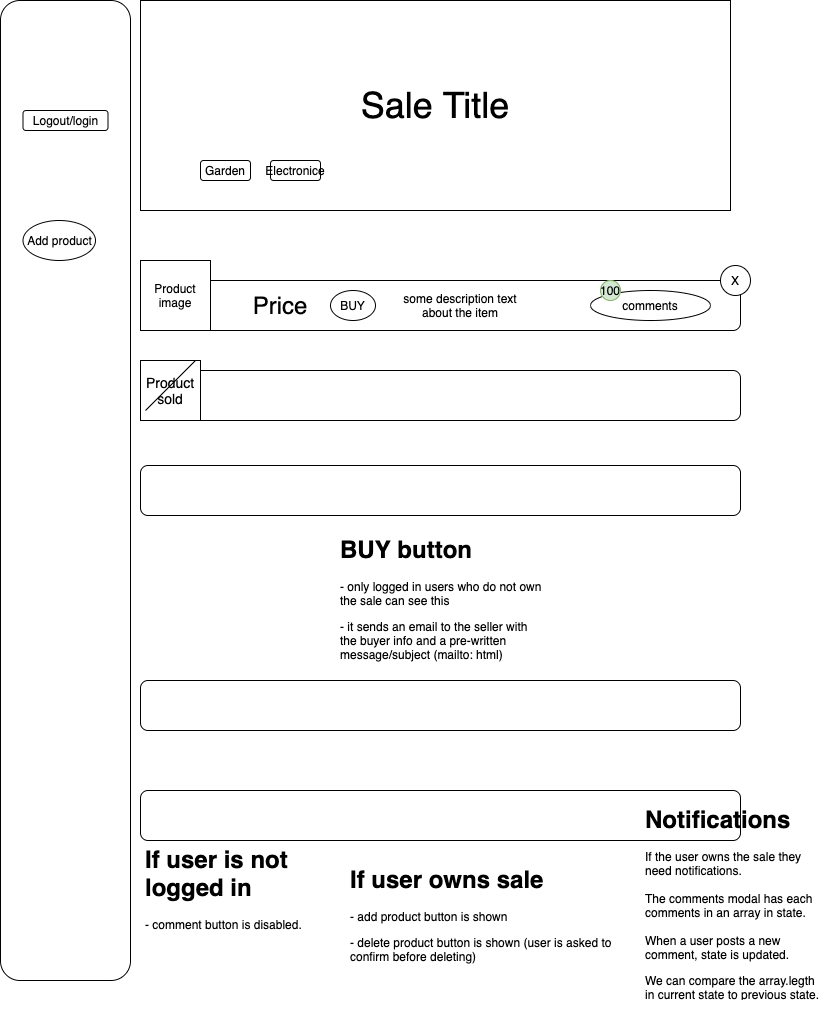 Sale Title
Logout/login
Garden
Electronice
Add product
Product
image
Price
BUY
some description text
about the item
100
comments
X
Product
sold
BUY button
- only logged in users who do not own
the sale can see this
- it sends an email to the seller with
the buyer info and a pre-written
message/subject (mailto: html)
If user is not
logged in
- comment button is disabled.
If user owns sale
- add product button is shown
- delete product button is shown (user is asked to
confirm before deleting)
Notifications
If the user owns the sale they
need notifications.
The comments modal has each
comments in an array in state.
When a user posts a new
comment, state is updated.
We can compare the array.legth
in current state to previous state.